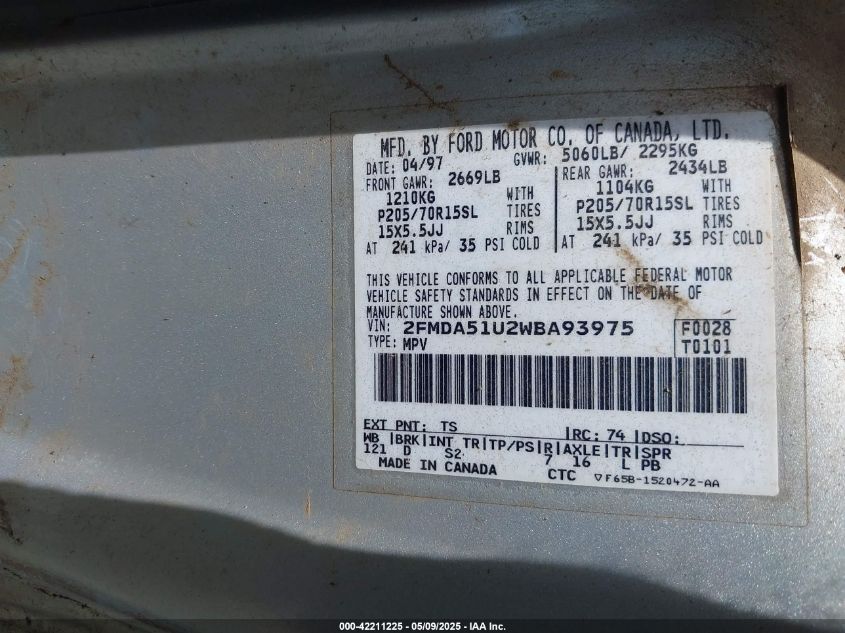 MFD. BY FORD MOTOR CO. OF CANADA, LTD.
DATE: 04/97 GVWR: 5060LB/ 2295KG
FRONT GAWR: 2669LB REAR GAWR: 2434LB
1210KG WITH 1104KG WITH
P205/70R15SL TIRES P205/70R15SL TIRES
15X5.5JJ RIMS 15X5.5JJ RIMS
AT 241 kPa/ 35 PSI COLD AT 241 kPa/ 35 PSI COLD
THIS VEHICLE CONFORMS TO ALL APPLICABLE FEDERAL MOTOR
VEHICLE SAFETY STANDARDS IN EFFECT ON THE DATE OF
MANUFACTURE SHOWN ABOVE.
VIN: 2FMDA51U2WBA93975 F0028
TYPE: MPV T0101
EXT PNT: TS RC: 74 DSO:
WB |BRK|INT TR|TP/PS|R|AXLE|TR|SPR
121 D S2 7 16 L PB
MADE IN CANADA CTC ▽F65B-1520472-AA
000-42211225 - 05/09/2025 - IAA Inc.